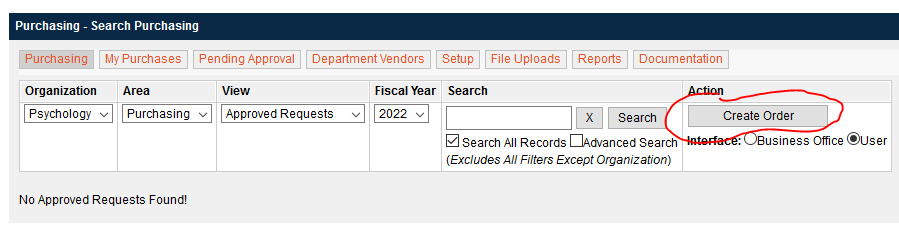 Purchasing - Search Purchasing
Purchasing My Purchases Pending Approval Department Vendors Setup File Uploads Reports Documentation
Organization Area View Fiscal Year Search Action
Psychology Purchasing Approved Requests 2022 X Search Create Order
Search All Records Advanced Search Interface: Business Office User
(Excludes All Filters Except Organization)
No Approved Requests Found!